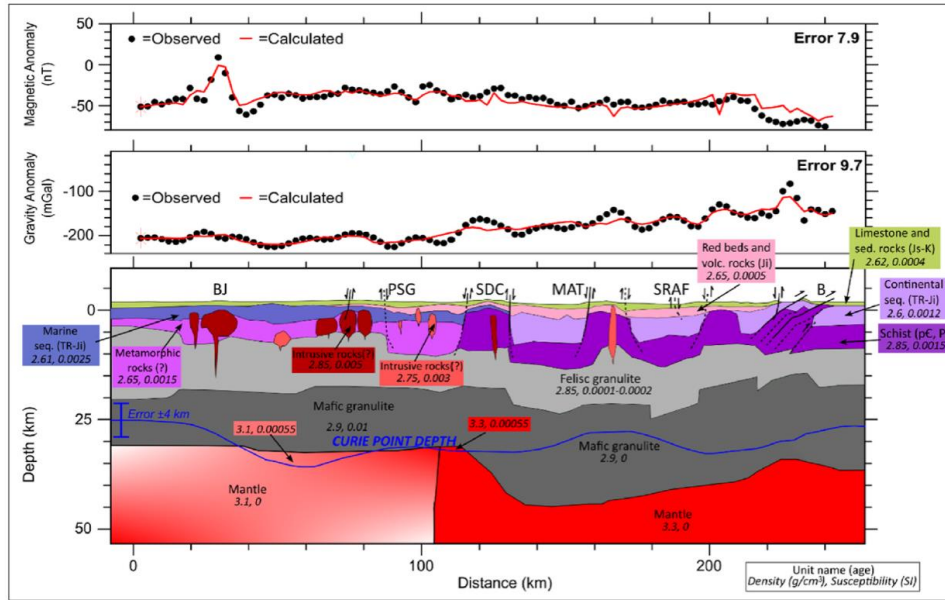 50
0
-50
-100
Magnetic Anomaly
(nT)
=Observed
=Calculated
Error 7.9
-100
-200
Gravity Anomaly
(mGal)
=Observed
=Calculated
Error 9.7
Red beds and
volc. rocks (Ji)
2.65, 0.0005
Limestone and
sed. rocks (Js-K)
2.62, 0.0004
Continental
seq. (TR-Ji)
2.6, 0.0012
Schist (pC, P
2.85, 0.0015
BJ
PSG
SDC
MAT
SRAF
B
Marine
seq. (TR-Ji)
2.61, 0.0025
Metamorphic
rocks (?)
2.65, 0.0015
Intrusive rocks(?)
2.85, 0.005
Intrusive rocks(?)
2.75, 0.003
Felisc granulite
2.85, 0.0001-0.0002
Error ±4 km
3.1, 0.00055
Mafic granulite
2.9, 0.01
CURIE POINT DEPTH
3.3, 0.00055
Mafic granulite
2.9, 0
Mantle
3.1, 0
Mantle
3.3, 0
0
25
50
Depth (km)
0
100
200
Distance (km)
Unit name (age)
Density (g/cm³), Susceptibility (SI)